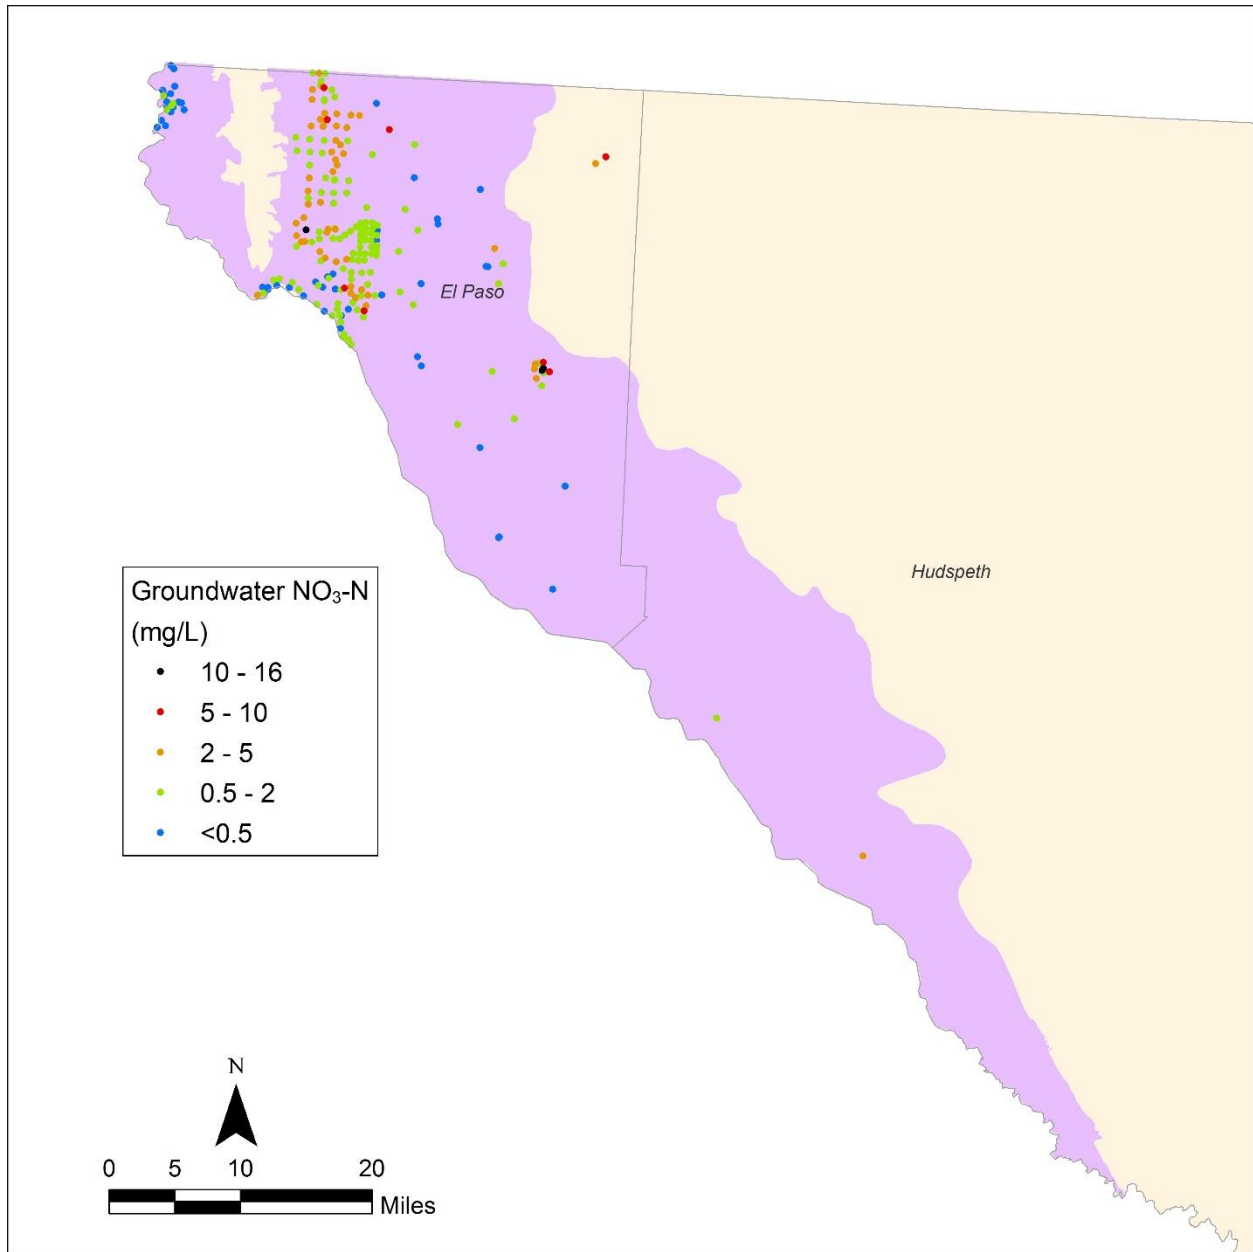 El Paso
Hudspeth
Groundwater NO₃-N
(mg/L)
10 - 16
5 - 10
2 - 5
0.5 - 2
<0.5
N
0 5 10 20
Miles